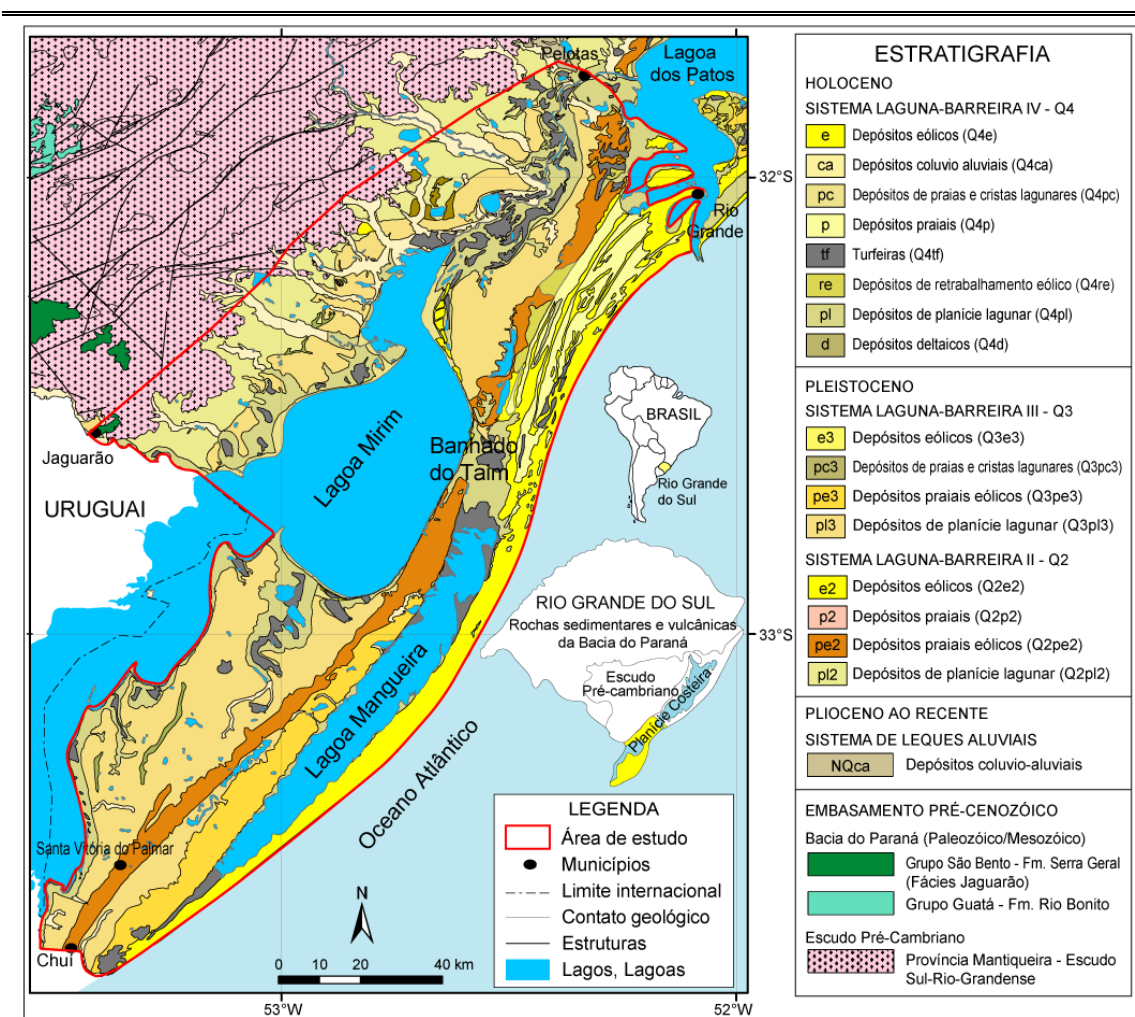 Pelotas
Lagoa
dos Patos
32°S
Rio
Grande
BRASIL
Rio Grande
do Sul
Jaguarão
Lagoa Mirim
Banhado
do Taim
URUGUAI
RIO GRANDE DO SUL
Rochas sedimentares e vulcânicas
da Bacia do Paraná
Escudo
Pré-cambriano
Planície Costeira
33°S
Lagoa Mangueira
Oceano Atlântico
Santa Vitória do Palmar
Chuí
N
0 10 20 40 km
LEGENDA
Área de estudo
Municípios
Limite internacional
Contato geológico
Estruturas
Lagos, Lagoas
53°W
52°W
ESTRATIGRAFIA
HOLOCENO
SISTEMA LAGUNA-BARREIRA IV - Q4
e Depósitos eólicos (Q4e)
ca Depósitos coluvio aluviais (Q4ca)
pc Depósitos de praias e cristas lagunares (Q4pc)
p Depósitos praiais (Q4p)
tf Turfeiras (Q4tf)
re Depósitos de retrabalhamento eólico (Q4re)
pl Depósitos de planície lagunar (Q4pl)
d Depósitos deltaicos (Q4d)
PLEISTOCENO
SISTEMA LAGUNA-BARREIRA III - Q3
e3 Depósitos eólicos (Q3e3)
pc3 Depósitos de praias e cristas lagunares (Q3pc3)
pe3 Depósitos praiais eólicos (Q3pe3)
pl3 Depósitos de planície lagunar (Q3pl3)
SISTEMA LAGUNA-BARREIRA II - Q2
e2 Depósitos eólicos (Q2e2)
p2 Depósitos praiais (Q2p2)
pe2 Depósitos praiais eólicos (Q2pe2)
pl2 Depósitos de planície lagunar (Q2pl2)
PLIOCENO AO RECENTE
SISTEMA DE LEQUES ALUVIAIS
NQca Depósitos coluvio-aluviais
EMBASAMENTO PRÉ-CENOZÓICO
Bacia do Paraná (Paleozóico/Mesozóico)
Grupo São Bento - Fm. Serra Geral
(Fácies Jaguarão)
Grupo Guatá - Fm. Rio Bonito
Escudo Pré-Cambriano
Província Mantiqueira - Escudo
Sul-Rio-Grandense